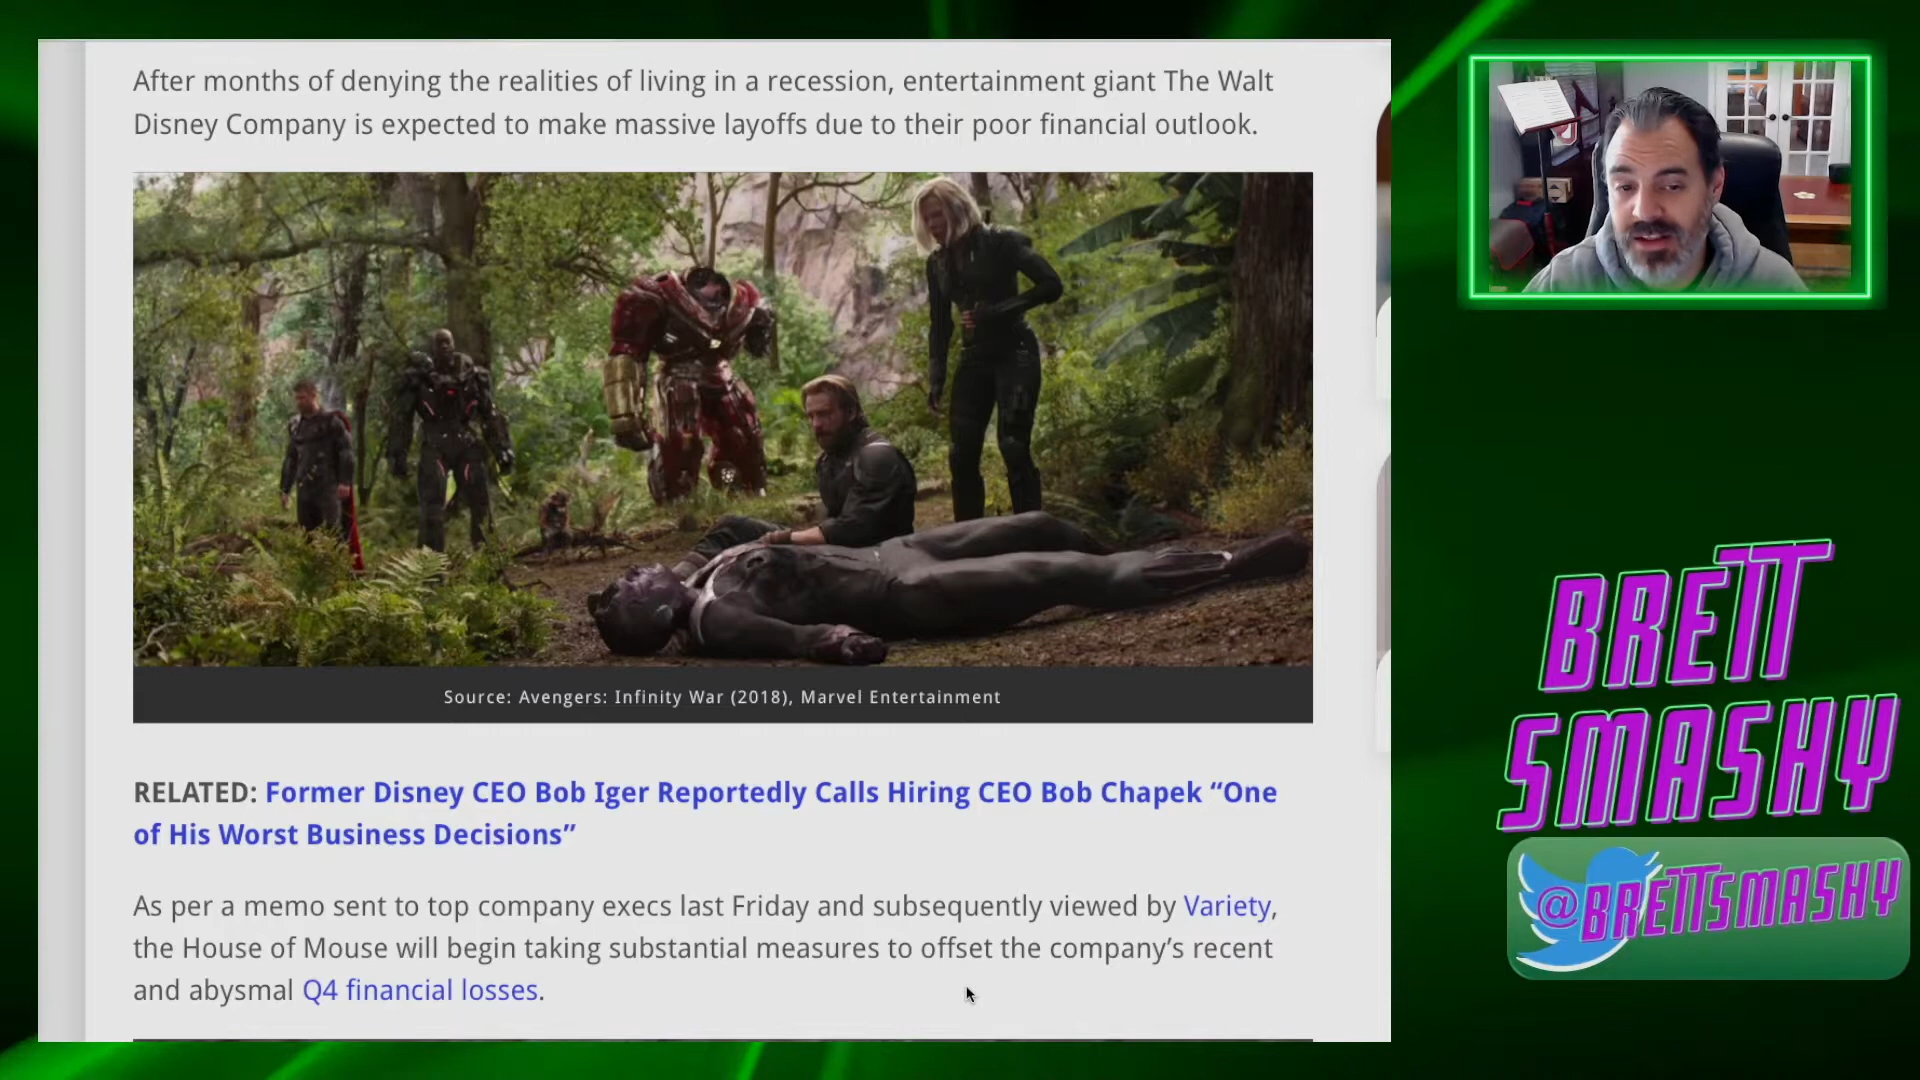 After months of denying the realities of living in a recession, entertainment giant The Walt
Disney Company is expected to make massive layoffs due to their poor financial outlook.
Source: Avengers: Infinity War (2018), Marvel Entertainment
RELATED: Former Disney CEO Bob Iger Reportedly Calls Hiring CEO Bob Chapek “One
of His Worst Business Decisions”
As per a memo sent to top company execs last Friday and subsequently viewed by Variety,
the House of Mouse will begin taking substantial measures to offset the company’s recent
and abysmal Q4 financial losses.
BRETT
SMASHY
@BRETTSMASHY